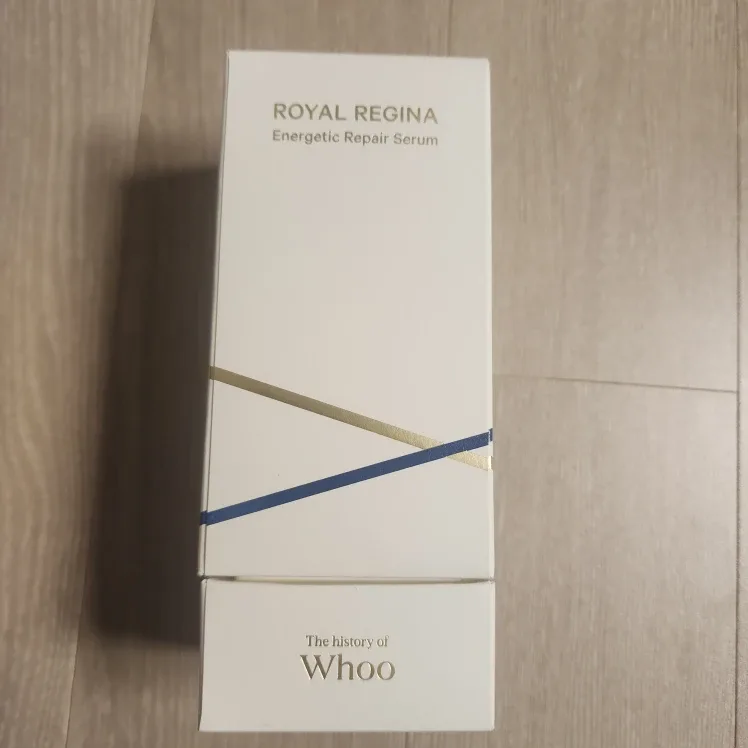 ROYAL REGINA
Energetic Repair Serum
The history of
Whoo